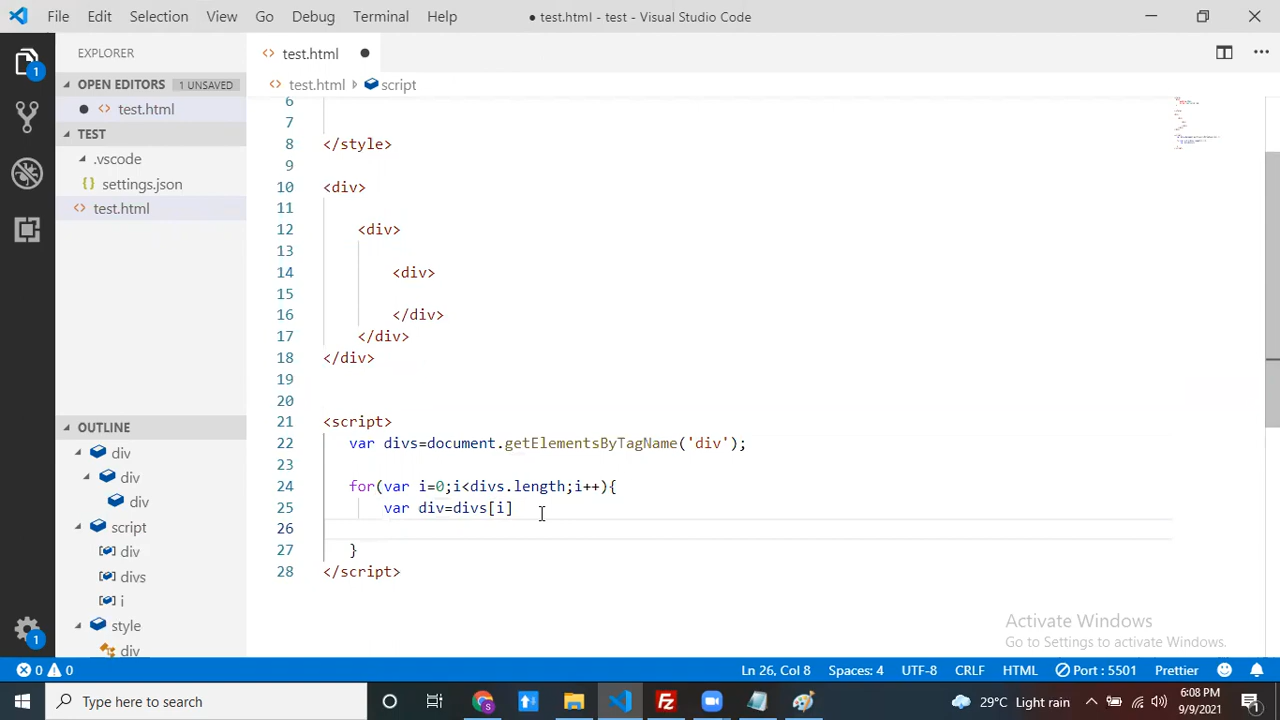 File Edit Selection View Go Debug Terminal Help
● test.html - test - Visual Studio Code
EXPLORER
OPEN EDITORS 1 UNSAVED
● <> test.html
TEST
.vscode
{} settings.json
<> test.html
OUTLINE
div
div
div
script
div
divs
i
style
div
<> test.html ●
<> test.html script
6
7
8 </style>
9
10 <div>
11
12 <div>
13
14 <div>
15
16 </div>
17 </div>
18 </div>
19
20
21 <script>
22 var divs=document.getElementsByTagName('div');
23
24 for(var i=0;i<divs.length;i++){
25 var div=divs[i]
26
27 }
28 </script>
Activate Windows
Go to Settings to activate Windows.
1
1
0 0 Ln 26, Col 8 Spaces: 4 UTF-8 CRLF HTML Port : 5501 Prettier
Type here to search
29°C Light rain
6:08 PM
9/9/2021
1